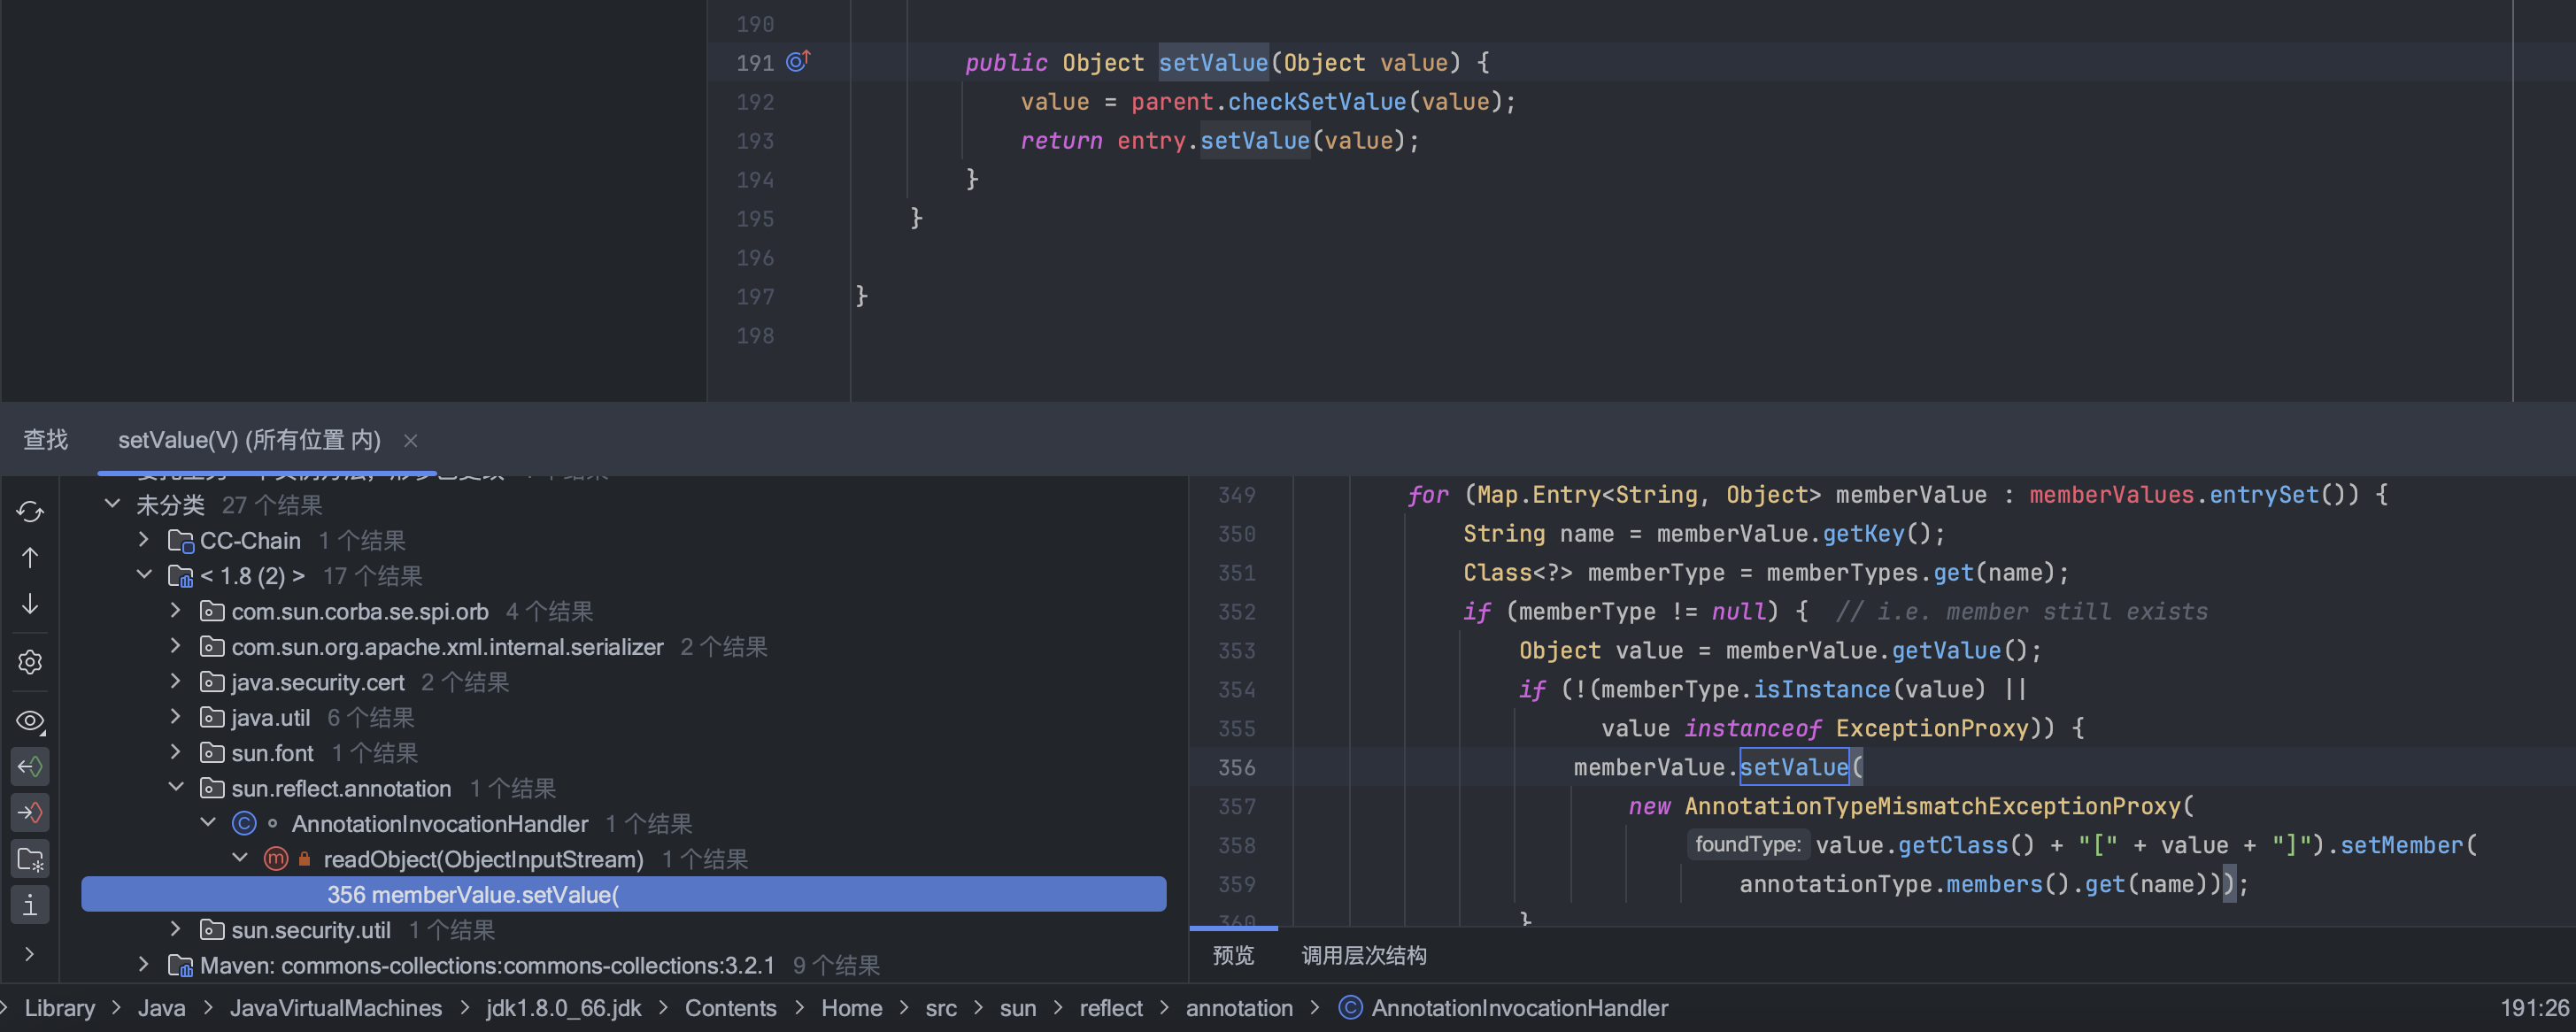 190
191 public Object setValue(Object value) {
192 value = parent.checkSetValue(value);
193 return entry.setValue(value);
194 }
195 }
196
197 }
198
查找 setValue(V) (所有位置 内) ×
未分类 27 个结果
CC-Chain 1 个结果
< 1.8 (2) > 17 个结果
com.sun.corba.se.spi.orb 4 个结果
com.sun.org.apache.xml.internal.serializer 2 个结果
java.security.cert 2 个结果
java.util 6 个结果
sun.font 1 个结果
sun.reflect.annotation 1 个结果
AnnotationInvocationHandler 1 个结果
readObject(ObjectInputStream) 1 个结果
356 memberValue.setValue(
sun.security.util 1 个结果
Maven: commons-collections:commons-collections:3.2.1 9 个结果
349 for (Map.Entry<String, Object> memberValue : memberValues.entrySet()) {
350 String name = memberValue.getKey();
351 Class<?> memberType = memberTypes.get(name);
352 if (memberType != null) { // i.e. member still exists
353 Object value = memberValue.getValue();
354 if (!(memberType.isInstance(value) ||
355 value instanceof ExceptionProxy)) {
356 memberValue.setValue(
357 new AnnotationTypeMismatchExceptionProxy(
358 foundType: value.getClass() + "[" + value + "]").setMember(
359 annotationType.members().get(name)));
360 }
预览 调用层次结构
Library > Java > JavaVirtualMachines > jdk1.8.0_66.jdk > Contents > Home > src > sun > reflect > annotation > AnnotationInvocationHandler 191:26